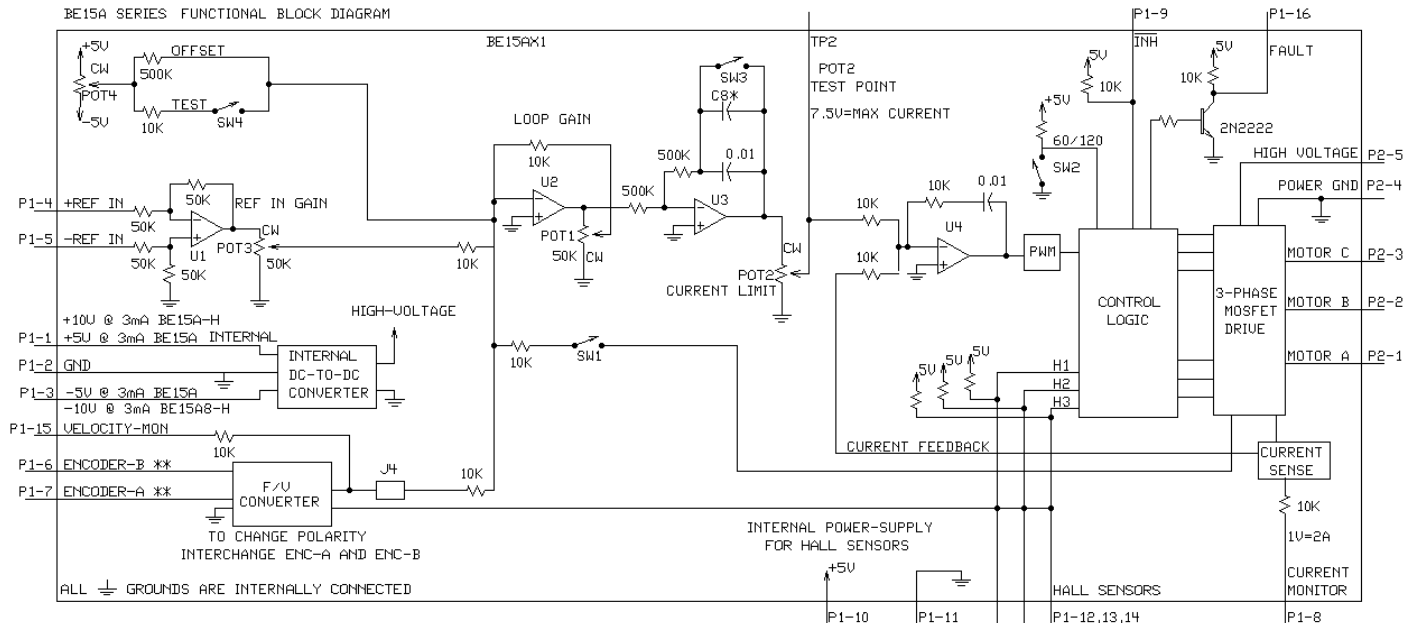 BE15A SERIES FUNCTIONAL BLOCK DIAGRAM
P1-9
P1-16
BE15AX1
TP2
INH
FAULT
+5V
OFFSET
500K
CW
POT4
TEST
-5V
10K
SW4
SW3
C8*
POT2
TEST POINT
7.5V=MAX CURRENT
5V
10K
5V
10K
2N2222
+5V
60/120
SW2
LOOP GAIN
10K
U2
500K
0.01
500K
U3
HIGH VOLTAGE P2-5
POWER GND P2-4
P1-4 +REF IN
50K
50K
REF IN GAIN
P1-5 -REF IN
50K
U1
50K
CW
POT3
50K
10K
POT1
50K
CW
CW
POT2
CURRENT LIMIT
10K
10K
10K
0.01
U4
PWM
CONTROL
LOGIC
3-PHASE
MOSFET
DRIVE
MOTOR C P2-3
MOTOR B P2-2
MOTOR A P2-1
+10V @ 3mA BE15A-H
P1-1 +5V @ 3mA BE15A INTERNAL
HIGH-VOLTAGE
P1-2 GND
INTERNAL
DC-TO-DC
CONVERTER
P1-3 -5V @ 3mA BE15A
-10V @ 3mA BE15A8-H
10K
SW1
5V
5V
5V
H1
H2
H3
P1-15 VELOCITY-MON
10K
CURRENT FEEDBACK
CURRENT
SENSE
P1-6 ENCODER-B **
P1-7 ENCODER-A **
F/V
CONVERTER
J4
10K
10K
1V=2A
TO CHANGE POLARITY
INTERCHANGE ENC-A AND ENC-B
INTERNAL POWER-SUPPLY
FOR HALL SENSORS
+5V
ALL GROUNDS ARE INTERNALLY CONNECTED
HALL SENSORS
CURRENT
MONITOR
P1-10
P1-11
P1-12,13,14
P1-8